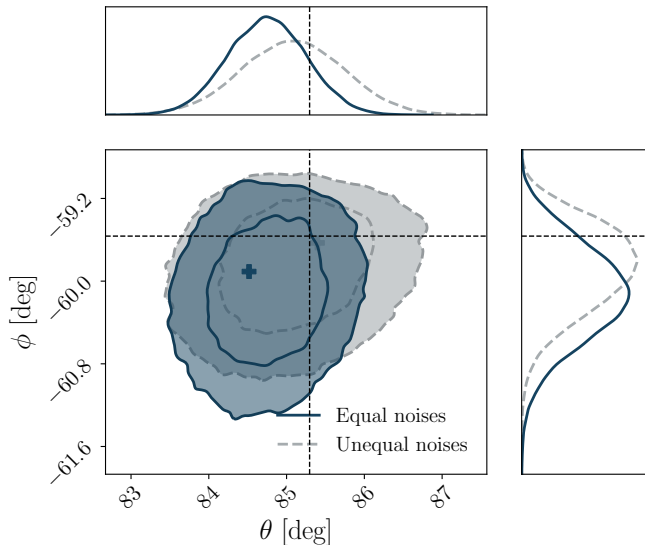 −59.2
−60.0
−60.8
−61.6
ϕ [deg]
Equal noises
Unequal noises
83
84
85
86
87
θ [deg]